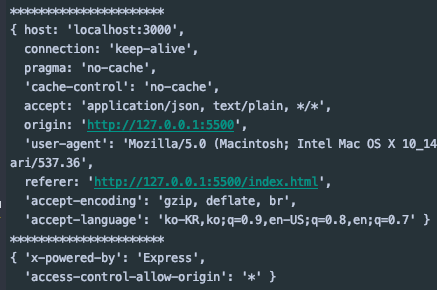 **********************
{ host: 'localhost:3000',
connection: 'keep-alive',
pragma: 'no-cache',
'cache-control': 'no-cache',
accept: 'application/json, text/plain, */*',
origin: 'http://127.0.0.1:5500',
'user-agent': 'Mozilla/5.0 (Macintosh; Intel Mac OS X 10_14
ari/537.36',
referer: 'http://127.0.0.1:5500/index.html',
'accept-encoding': 'gzip, deflate, br',
'accept-language': 'ko-KR,ko;q=0.9,en-US;q=0.8,en;q=0.7' }
**********************
{ 'x-powered-by': 'Express',
'access-control-allow-origin': '*' }